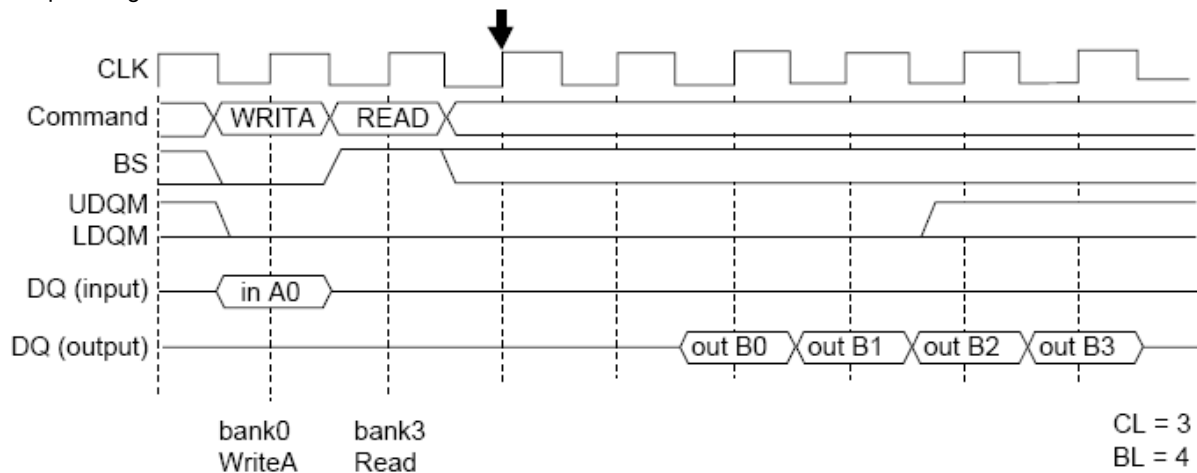 CLK
Command WRITA READ
BS
UDQM
LDQM
DQ (input) in A0
DQ (output) out B0 out B1 out B2 out B3
bank0 bank3 CL = 3
WriteA Read BL = 4